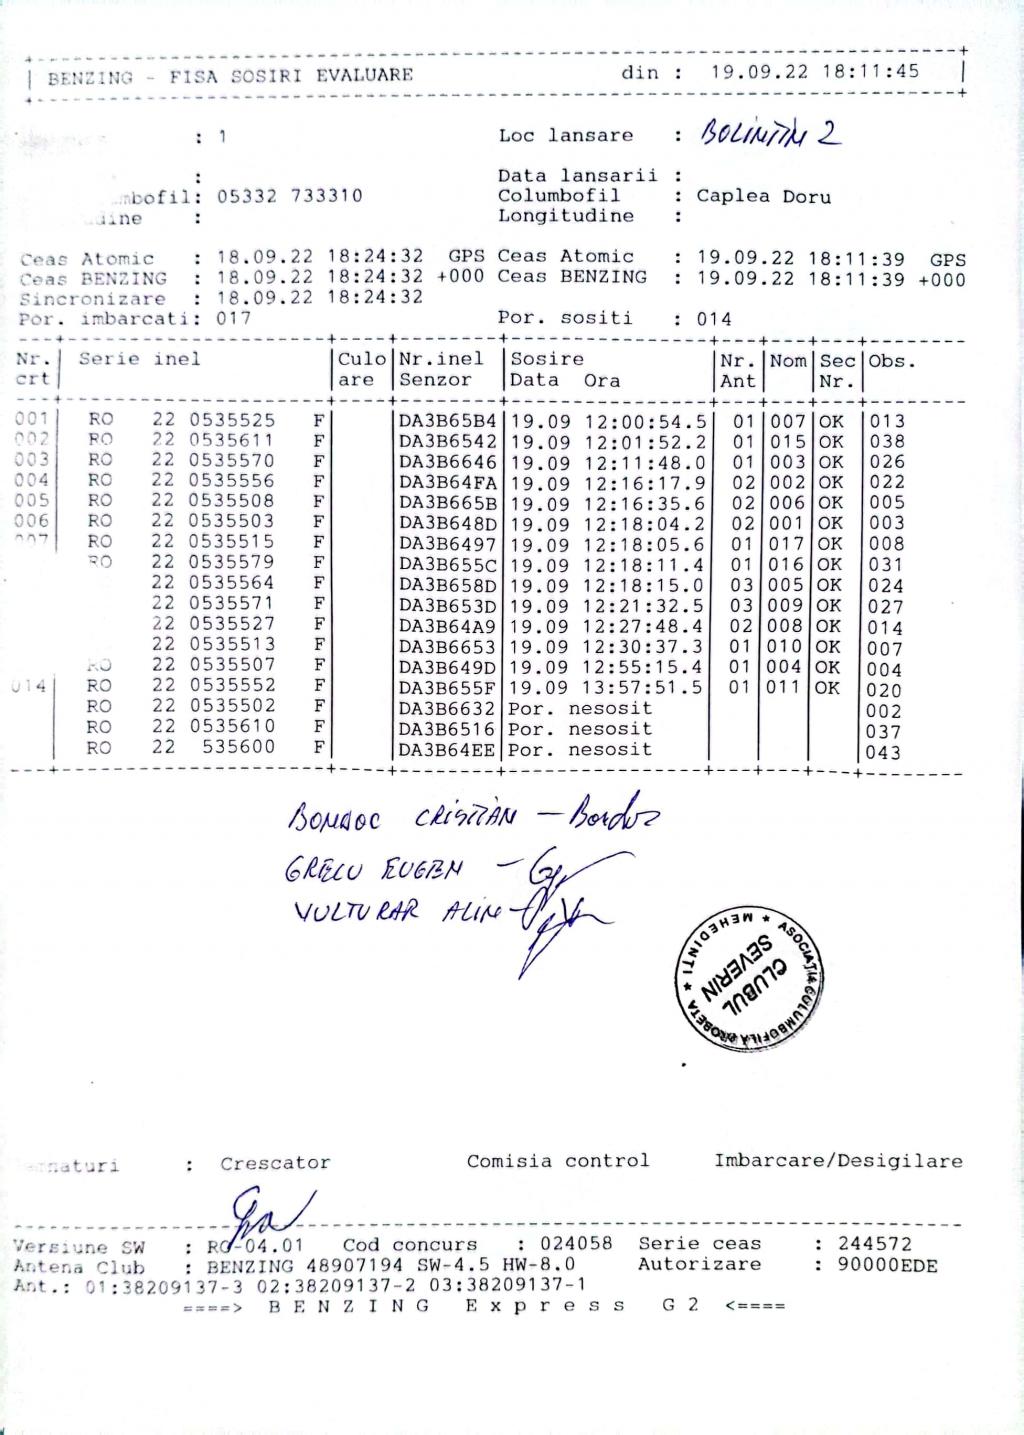 BENZING - FISA SOSIRI EVALUARE din : 19.09.22 18:11:45
: 1 Loc lansare : BOLINTIN 2
: Data lansarii :
mbofil: 05332 733310 Columbofil : Caplea Doru
dine : Longitudine :
Ceas Atomic : 18.09.22 18:24:32 GPS Ceas Atomic : 19.09.22 18:11:39 GPS
Ceas BENZING : 18.09.22 18:24:32 +000 Ceas BENZING : 19.09.22 18:11:39 +000
Sincronizare : 18.09.22 18:24:32
Por. imbarcati: 017 Por. sositi : 014
Nr. Serie inel Culo Nr.inel Sosire Nr. Nom Sec Obs.
crt are Senzor Data Ora Ant Nr.
001 RO 22 0535525 F DA3B65B4 19.09 12:00:54.5 01 007 OK 013
002 RO 22 0535611 F DA3B6542 19.09 12:01:52.2 01 015 OK 038
003 RO 22 0535570 F DA3B6646 19.09 12:11:48.0 01 003 OK 026
004 RO 22 0535556 F DA3B64FA 19.09 12:16:17.9 02 002 OK 022
005 RO 22 0535508 F DA3B665B 19.09 12:16:35.6 02 006 OK 005
006 RO 22 0535503 F DA3B648D 19.09 12:18:04.2 02 001 OK 003
007 RO 22 0535515 F DA3B6497 19.09 12:18:05.6 01 017 OK 008
RO 22 0535579 F DA3B655C 19.09 12:18:11.4 01 016 OK 031
22 0535564 F DA3B658D 19.09 12:18:15.0 03 005 OK 024
22 0535571 F DA3B653D 19.09 12:21:32.5 03 009 OK 027
22 0535527 F DA3B64A9 19.09 12:27:48.4 02 008 OK 014
22 0535513 F DA3B6653 19.09 12:30:37.3 01 010 OK 007
RO 22 0535507 F DA3B649D 19.09 12:55:15.4 01 004 OK 004
014 RO 22 0535552 F DA3B655F 19.09 13:57:51.5 01 011 OK 020
RO 22 0535502 F DA3B6632 Por. nesosit 002
RO 22 0535610 F DA3B6516 Por. nesosit 037
RO 22 535600 F DA3B64EE Por. nesosit 043
BONDOC CRISTIAN -
GRECU EUGEN -
VULTURAR ALIN -
ASOCIAŢIA COLUMBOFILA DROBETA * MEHEDINTI *
CLUBUL
SEVERIN
: Crescator Comisia control Imbarcare/Desigilare
Versiune SW : RO-04.01 Cod concurs : 024058 Serie ceas : 244572
Antena Club : BENZING 48907194 SW-4.5 HW-8.0 Autorizare : 90000EDE
Ant.: 01:38209137-3 02:38209137-2 03:38209137-1
====> B E N Z I N G E x p r e s s G 2 <====